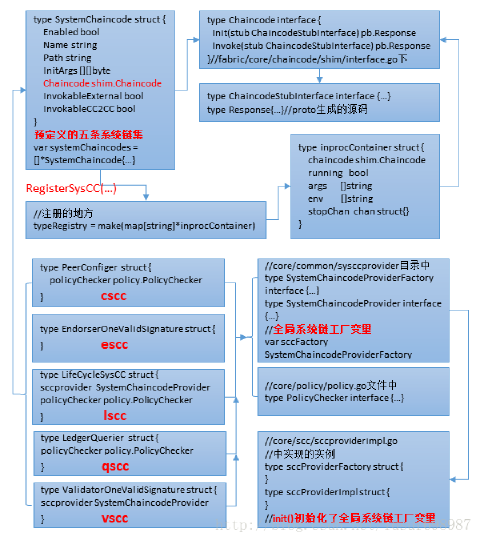 type SystemChaincode struct {
Enabled bool
Name string
Path string
InitArgs [][]byte
Chaincode shim.Chaincode
InvokableExternal bool
InvokableCC2CC bool
}
预定义的五条系统链集
var systemChaincodes =
[]*SystemChaincode{...}
type Chaincode interface {
Init(stub ChaincodeStubInterface) pb.Response
Invoke(stub ChaincodeStubInterface) pb.Response
}//fabric/core/chaincode/shim/interface.go下
type ChaincodeStubInterface interface {...}
type Response{...}//proto生成的源码
RegisterSysCC(...)
//注册的地方
typeRegistry = make(map[string]*inprocContainer)
type inprocContainer struct {
chaincode shim.Chaincode
running bool
args []string
env []string
stopChan chan struct{}
}
type PeerConfiger struct {
policyChecker policy.PolicyChecker
} cscc
type EndorserOneValidSignature struct {
} escc
type LifeCycleSysCC struct {
sccprovider SystemChaincodeProvider
policyChecker policy.PolicyChecker
} lscc
type LedgerQuerier struct {
policyChecker policy.PolicyChecker
} qscc
type ValidatorOneValidSignature struct {
sccprovider SystemChaincodeProvider
} vscc
//core/common/sysccprovider目录中
type SystemChaincodeProviderFactory
interface {...}
type SystemChaincodeProvider interface
{...}
//全局系统链工厂变里
var sccFactory
SystemChaincodeProviderFactory
//core/policy/policy.go文件中
type PolicyChecker interface {...}
//core/scc/sccproviderimpl.go
//中实现的实例
type sccProviderFactory struct {
}
type sccProviderImpl struct {
}
//init()初始化了全局系统链工厂变里